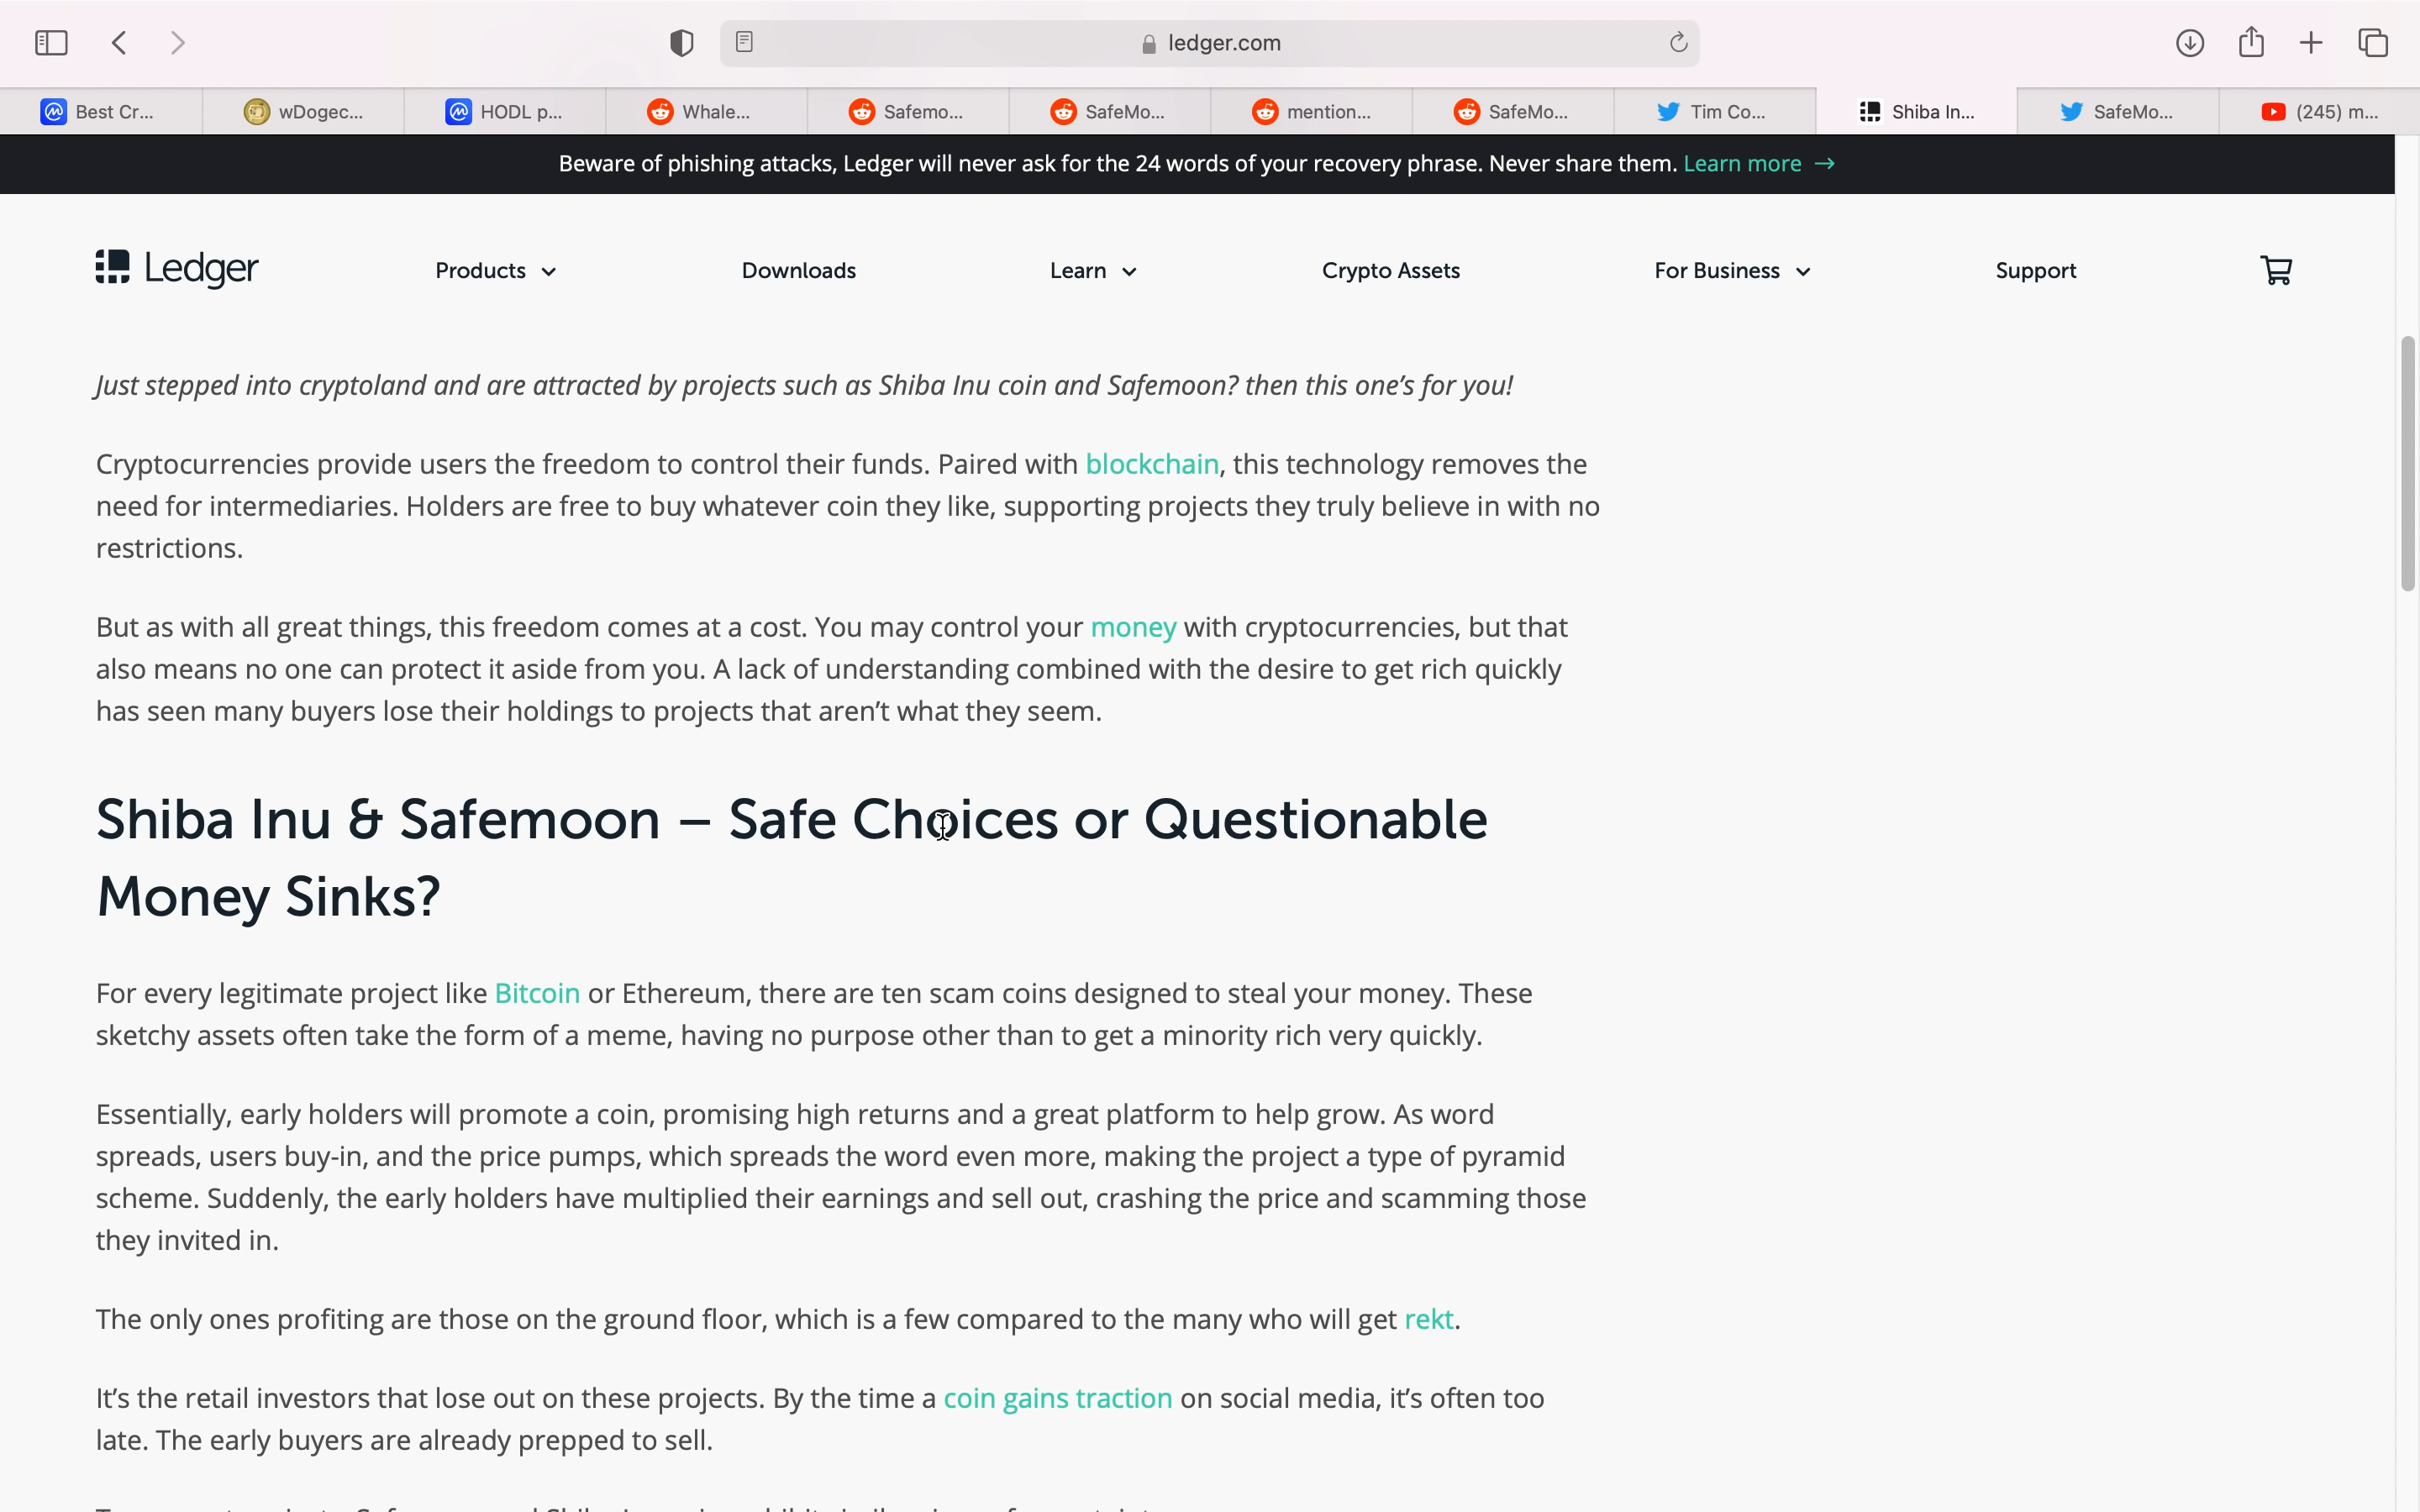 ledger.com
Best Cr...
wDogec...
HODL p...
Whale...
Safemo...
SafeMo...
mention...
SafeMo...
Tim Co...
Shiba In...
SafeMo...
(245) m...
Beware of phishing attacks, Ledger will never ask for the 24 words of your recovery phrase. Never share them. Learn more →
Ledger
Products
Downloads
Learn
Crypto Assets
For Business
Support
Just stepped into cryptoland and are attracted by projects such as Shiba Inu coin and Safemoon? then this one’s for you!
Cryptocurrencies provide users the freedom to control their funds. Paired with blockchain, this technology removes the
need for intermediaries. Holders are free to buy whatever coin they like, supporting projects they truly believe in with no
restrictions.
But as with all great things, this freedom comes at a cost. You may control your money with cryptocurrencies, but that
also means no one can protect it aside from you. A lack of understanding combined with the desire to get rich quickly
has seen many buyers lose their holdings to projects that aren’t what they seem.
Shiba Inu & Safemoon – Safe Choices or Questionable
Money Sinks?
For every legitimate project like Bitcoin or Ethereum, there are ten scam coins designed to steal your money. These
sketchy assets often take the form of a meme, having no purpose other than to get a minority rich very quickly.
Essentially, early holders will promote a coin, promising high returns and a great platform to help grow. As word
spreads, users buy-in, and the price pumps, which spreads the word even more, making the project a type of pyramid
scheme. Suddenly, the early holders have multiplied their earnings and sell out, crashing the price and scamming those
they invited in.
The only ones profiting are those on the ground floor, which is a few compared to the many who will get rekt.
It’s the retail investors that lose out on these projects. By the time a coin gains traction on social media, it’s often too
late. The early buyers are already prepped to sell.